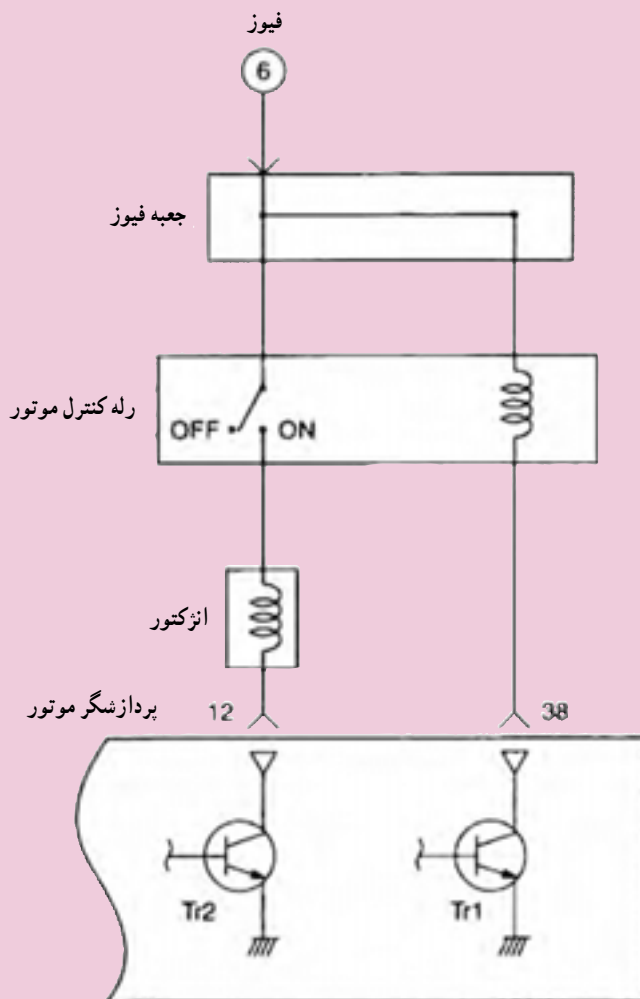 فیوز
6
جعبه فیوز
رله کنترل موتور
OFF ON
انژکتور
پردازشگر موتور
12 38
Tr2 Tr1